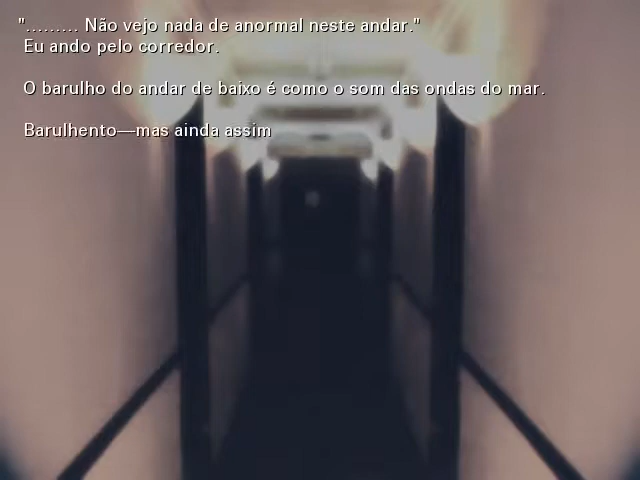 "......... Não vejo nada de anormal neste andar."
Eu ando pelo corredor.
O barulho do andar de baixo é como o som das ondas do mar.
Barulhento—mas ainda assim